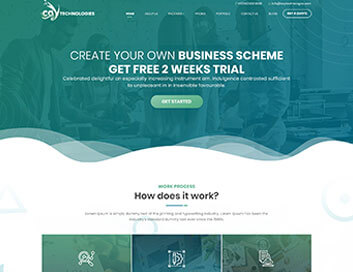 TECHNOLOGIES
HOME ABOUT US PACKAGES PRICING PORTFOLIO CONTACT US BLOG GET A QUOTE
CREATE YOUR OWN BUSINESS SCHEME
GET FREE 2 WEEKS TRIAL
Celebrated delightful an especially increasing instrument am. Indulgence contrasted sufficient
to unpleasant in in insensible favourable.
GET STARTED
WORK PROCESS
How does it work?
Lorem Ipsum is simply dummy text of the printing and typesetting industry. Lorem Ipsum has been the
industry's standard dummy text ever since the 1500s.